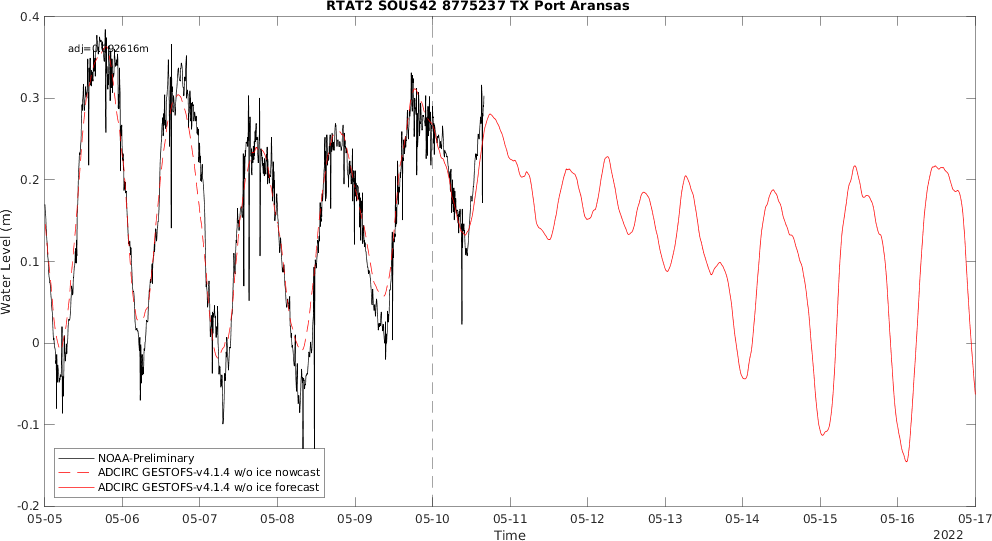 RTAT2 SOUS42 8775237 TX Port Aransas
0.4
0.3
0.2
0.1
0
-0.1
-0.2
Water Level (m)
NOAA-Preliminary
ADCIRC GESTOFS-v4.1.4 w/o ice nowcast
ADCIRC GESTOFS-v4.1.4 w/o ice forecast
05-05 05-06 05-07 05-08 05-09 05-10 05-11 05-12 05-13 05-14 05-15 05-16 05-17
Time
2022